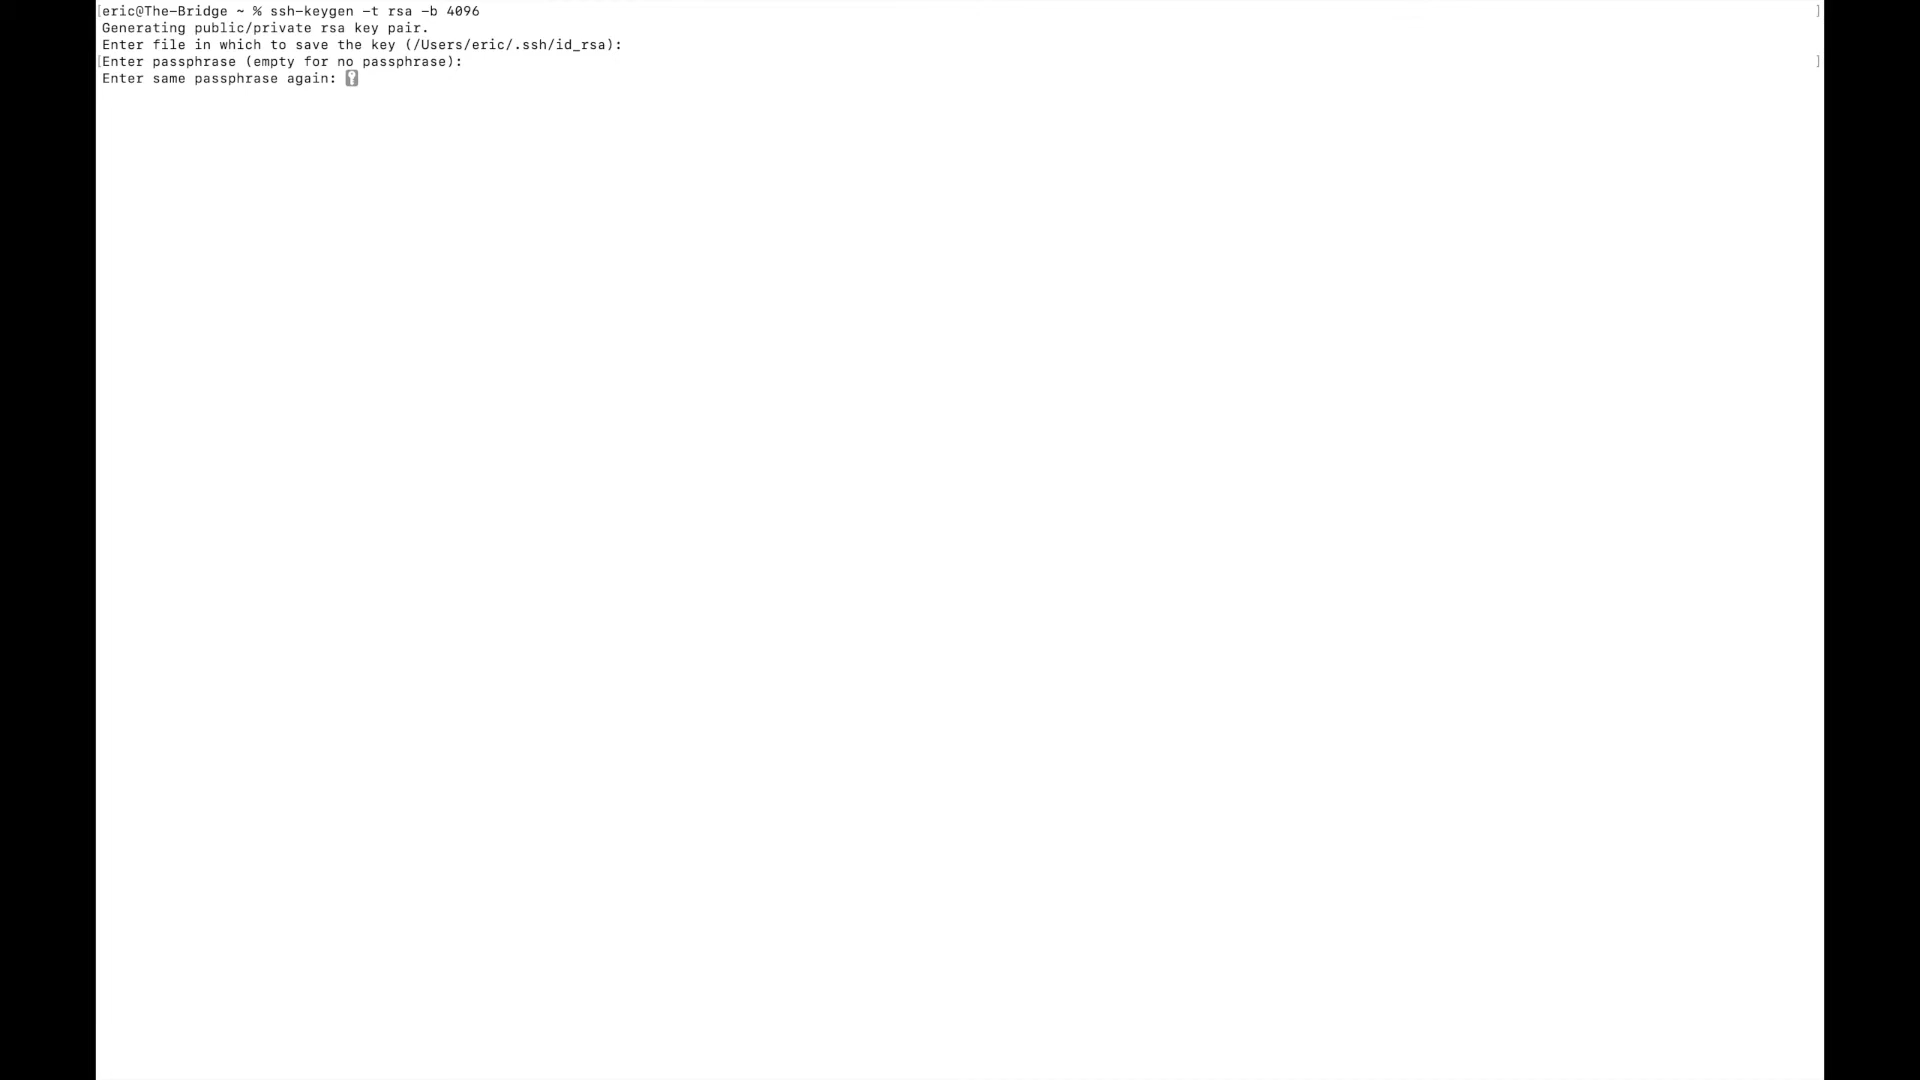 [eric@The-Bridge ~ % ssh-keygen -t rsa -b 4096 ]
Generating public/private rsa key pair.
Enter file in which to save the key (/Users/eric/.ssh/id_rsa):
[Enter passphrase (empty for no passphrase): ]
Enter same passphrase again: